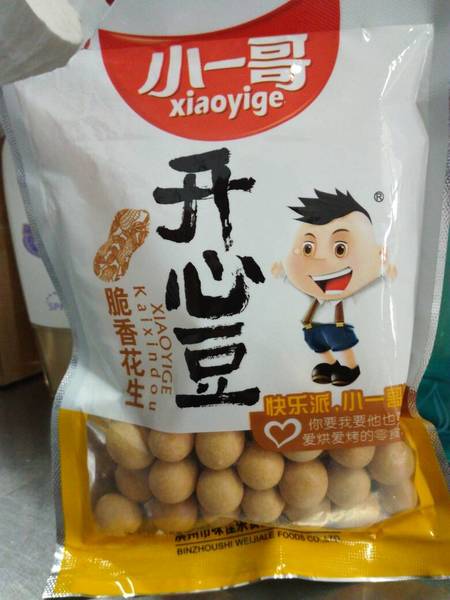 小一哥
xiaoyige
®
开心豆
脆香花生
XIAOYIGE
Kaixindou
快乐派,小一哥
你要我要他也要
爱烘爱烤的零食
BINZHOUSHI WEIJIALE FOODS CO.,LTD